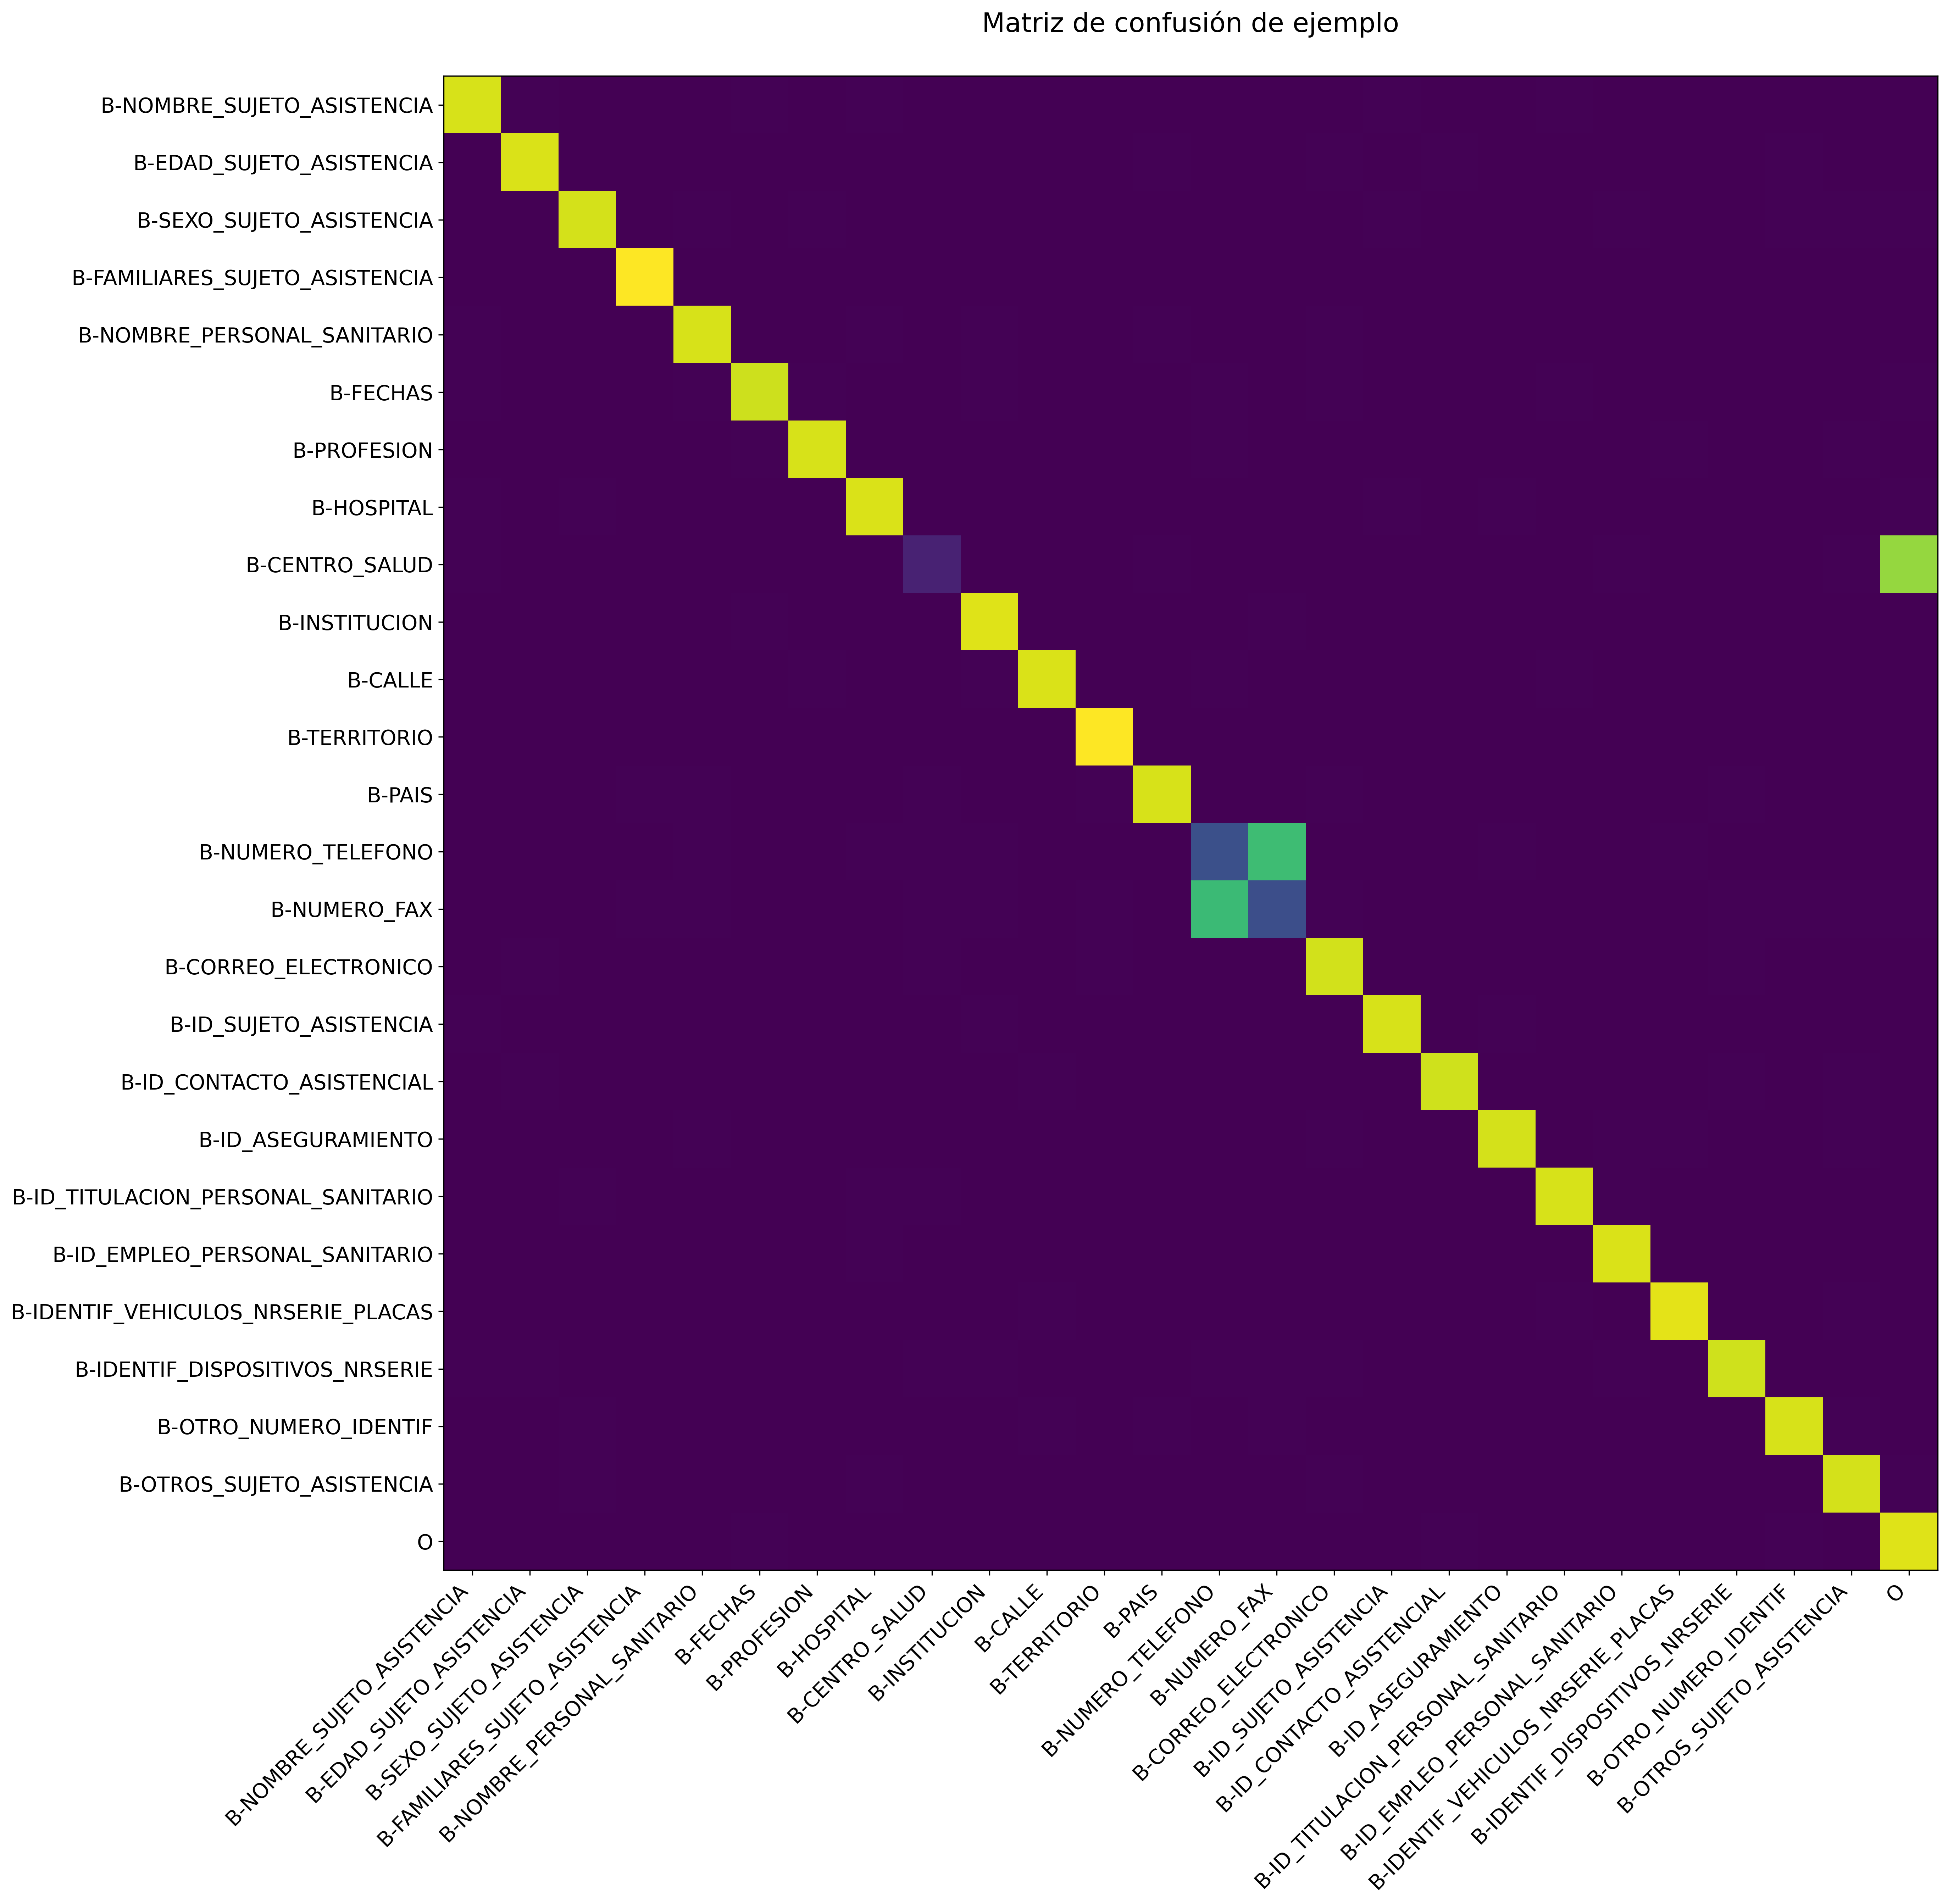 Matriz de confusión de ejemplo
B-NOMBRE_SUJETO_ASISTENCIA
B-EDAD_SUJETO_ASISTENCIA
B-SEXO_SUJETO_ASISTENCIA
B-FAMILIARES_SUJETO_ASISTENCIA
B-NOMBRE_PERSONAL_SANITARIO
B-FECHAS
B-PROFESION
B-HOSPITAL
B-CENTRO_SALUD
B-INSTITUCION
B-CALLE
B-TERRITORIO
B-PAIS
B-NUMERO_TELEFONO
B-NUMERO_FAX
B-CORREO_ELECTRONICO
B-ID_SUJETO_ASISTENCIA
B-ID_CONTACTO_ASISTENCIAL
B-ID_ASEGURAMIENTO
B-ID_TITULACION_PERSONAL_SANITARIO
B-ID_EMPLEO_PERSONAL_SANITARIO
B-IDENTIF_VEHICULOS_NRSERIE_PLACAS
B-IDENTIF_DISPOSITIVOS_NRSERIE
B-OTRO_NUMERO_IDENTIF
B-OTROS_SUJETO_ASISTENCIA
O
B-NOMBRE_SUJETO_ASISTENCIA
B-EDAD_SUJETO_ASISTENCIA
B-SEXO_SUJETO_ASISTENCIA
B-FAMILIARES_SUJETO_ASISTENCIA
B-NOMBRE_PERSONAL_SANITARIO
B-FECHAS
B-PROFESION
B-HOSPITAL
B-CENTRO_SALUD
B-INSTITUCION
B-CALLE
B-TERRITORIO
B-PAIS
B-NUMERO_TELEFONO
B-NUMERO_FAX
B-CORREO_ELECTRONICO
B-ID_SUJETO_ASISTENCIA
B-ID_CONTACTO_ASISTENCIAL
B-ID_ASEGURAMIENTO
B-ID_TITULACION_PERSONAL_SANITARIO
B-ID_EMPLEO_PERSONAL_SANITARIO
B-IDENTIF_VEHICULOS_NRSERIE_PLACAS
B-IDENTIF_DISPOSITIVOS_NRSERIE
B-OTRO_NUMERO_IDENTIF
B-OTROS_SUJETO_ASISTENCIA
O